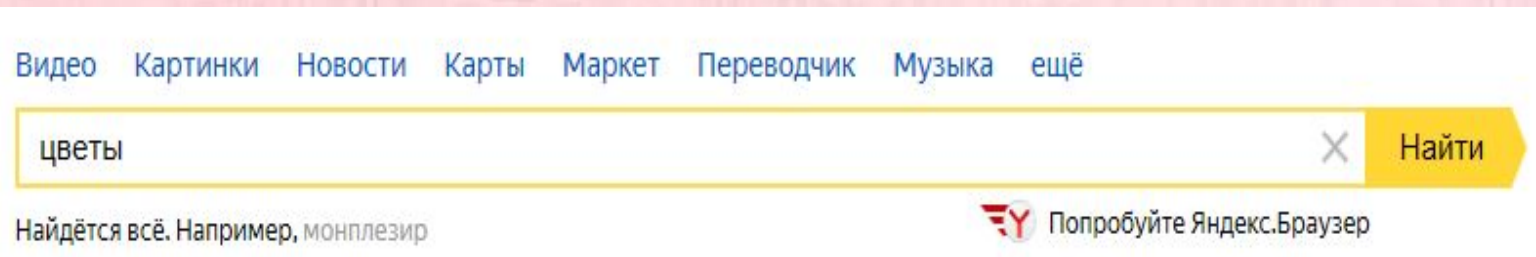 Видео Картинки Новости Карты Маркет Переводчик Музыка ещё
цветы Найти
Найдётся всё. Например, монплезир Попробуйте Яндекс.Браузер